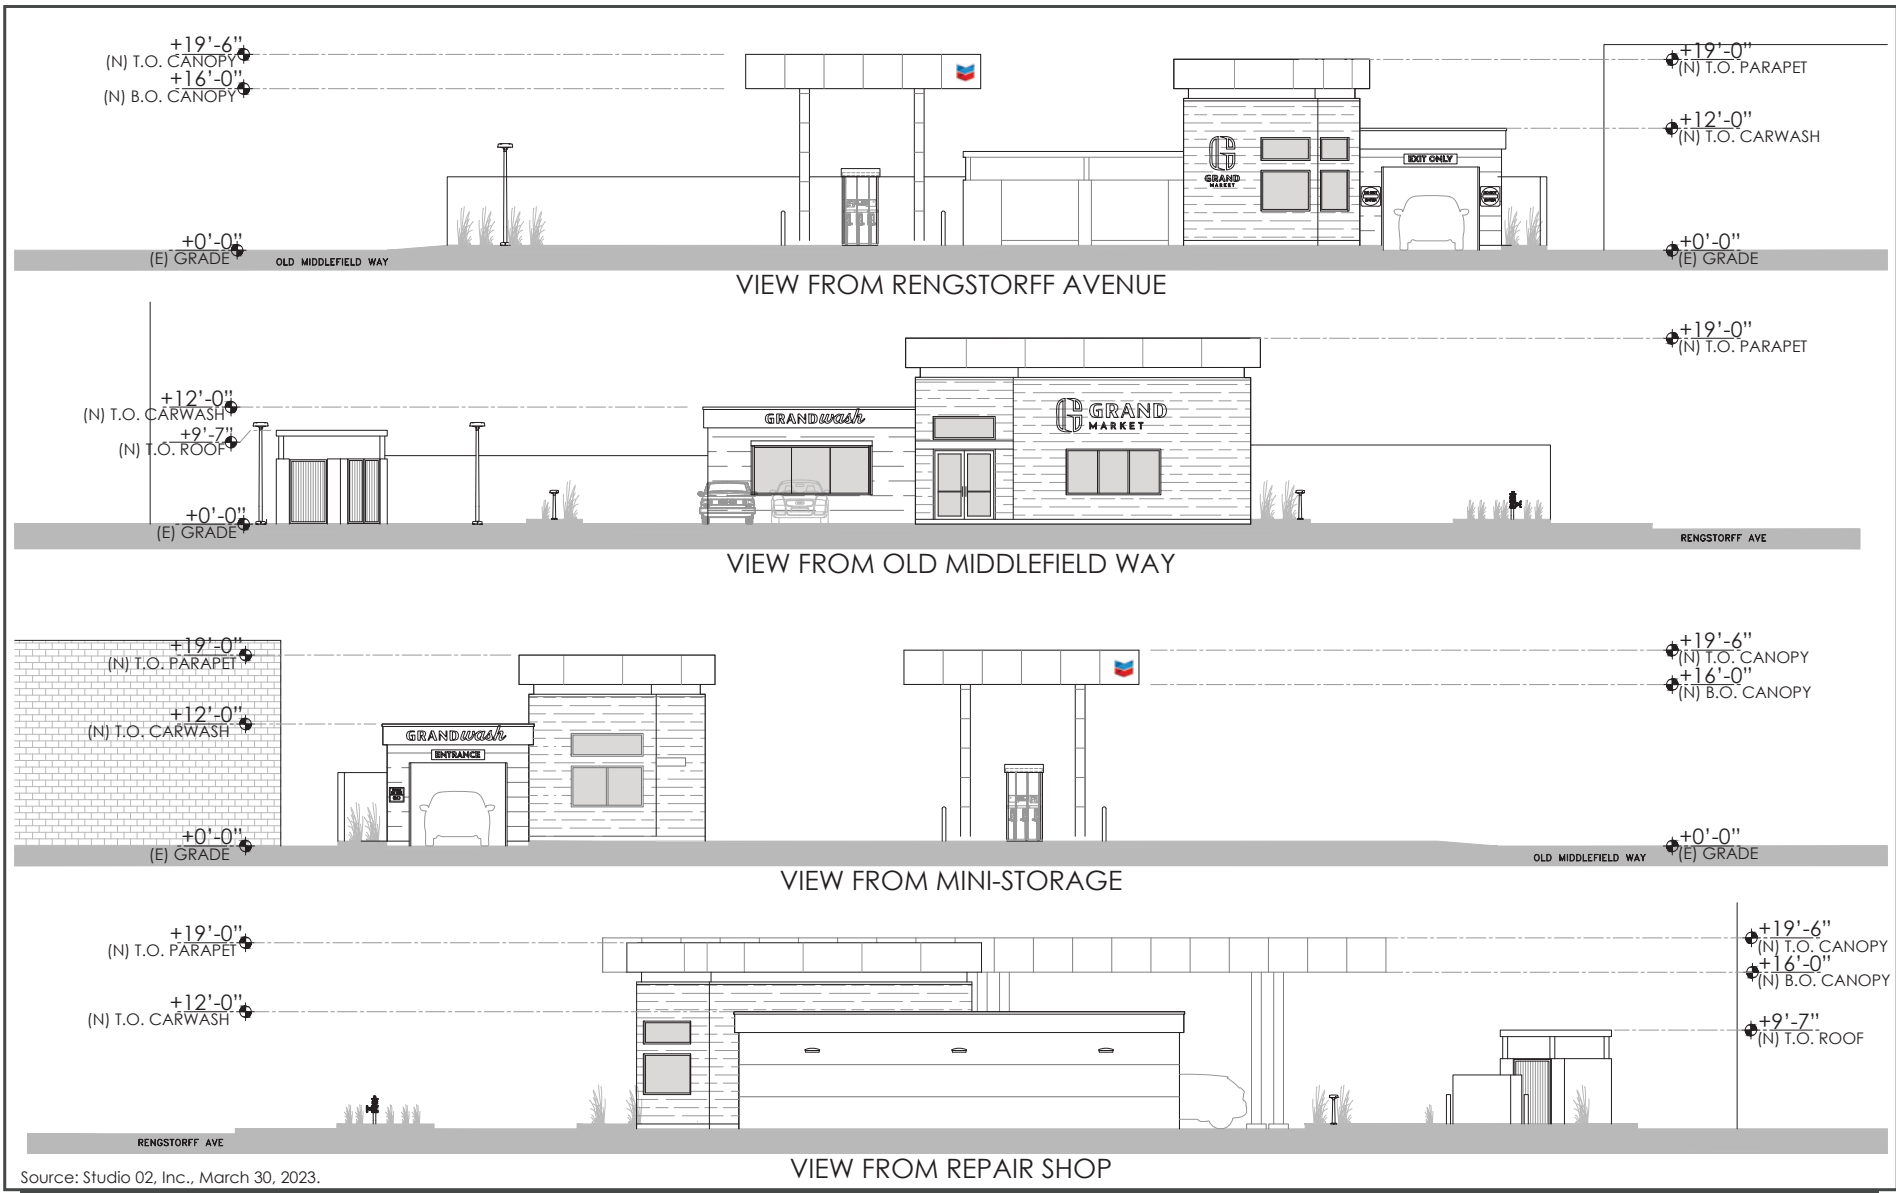 +19'-6"
(N) T.O. CANOPY
+16'-0"
(N) B.O. CANOPY
+19'-0"
(N) T.O. PARAPET
+12'-0"
(N) T.O. CARWASH
EXIT ONLY
GRAND
MARKET
+0'-0"
(E) GRADE
OLD MIDDLEFIELD WAY
+0'-0"
(E) GRADE
VIEW FROM RENGSTORFF AVENUE
+19'-0"
(N) T.O. PARAPET
+12'-0"
(N) T.O. CARWASH
+9'-7"
(N) T.O. ROOF
GRANDwash
GRAND
MARKET
+0'-0"
(E) GRADE
RENGSTORFF AVE
VIEW FROM OLD MIDDLEFIELD WAY
+19'-0"
(N) T.O. PARAPET
+19'-6"
(N) T.O. CANOPY
+16'-0"
(N) B.O. CANOPY
+12'-0"
(N) T.O. CARWASH
GRANDwash
ENTRANCE
+0'-0"
(E) GRADE
OLD MIDDLEFIELD WAY
+0'-0"
(E) GRADE
VIEW FROM MINI-STORAGE
+19'-0"
(N) T.O. PARAPET
+19'-6"
(N) T.O. CANOPY
+16'-0"
(N) B.O. CANOPY
+12'-0"
(N) T.O. CARWASH
+9'-7"
(N) T.O. ROOF
RENGSTORFF AVE
VIEW FROM REPAIR SHOP
Source: Studio 02, Inc., March 30, 2023.